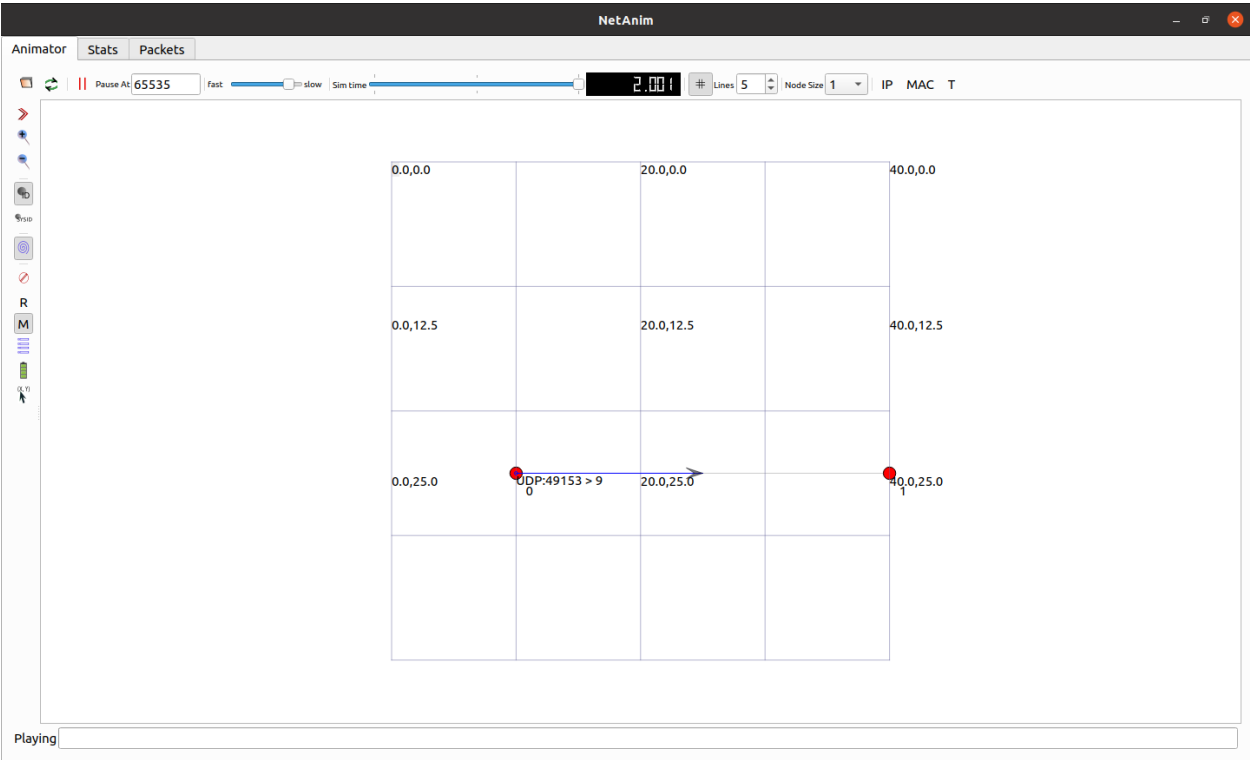 NetAnim
Animator Stats Packets
Pause At 65535 fast slow Sim time 2.001 # Lines 5 Node Size 1 IP MAC T
ID
SYSID
R
M
(X,Y)
0.0,0.0 20.0,0.0 40.0,0.0
0.0,12.5 20.0,12.5 40.0,12.5
0.0,25.0 UDP:49153 > 9 20.0,25.0 40.0,25.0
0 1
Playing